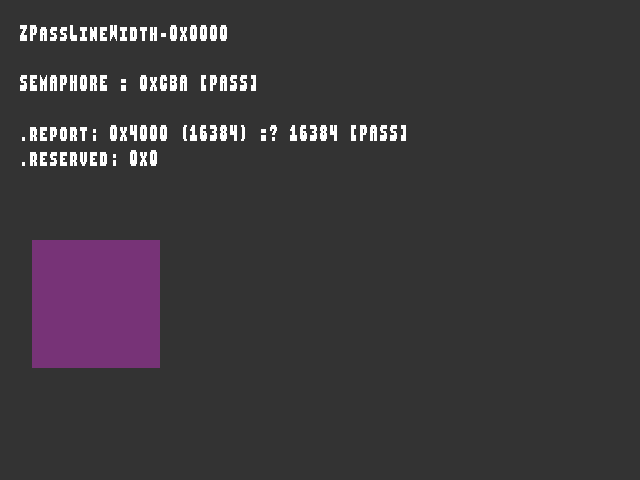 ZPassLineWidth-0x0000
SEMAPHORE : 0xCBA [PASS]
.REPORT: 0x4000 (16384) :? 16384 [PASS]
.RESERVED: 0x0